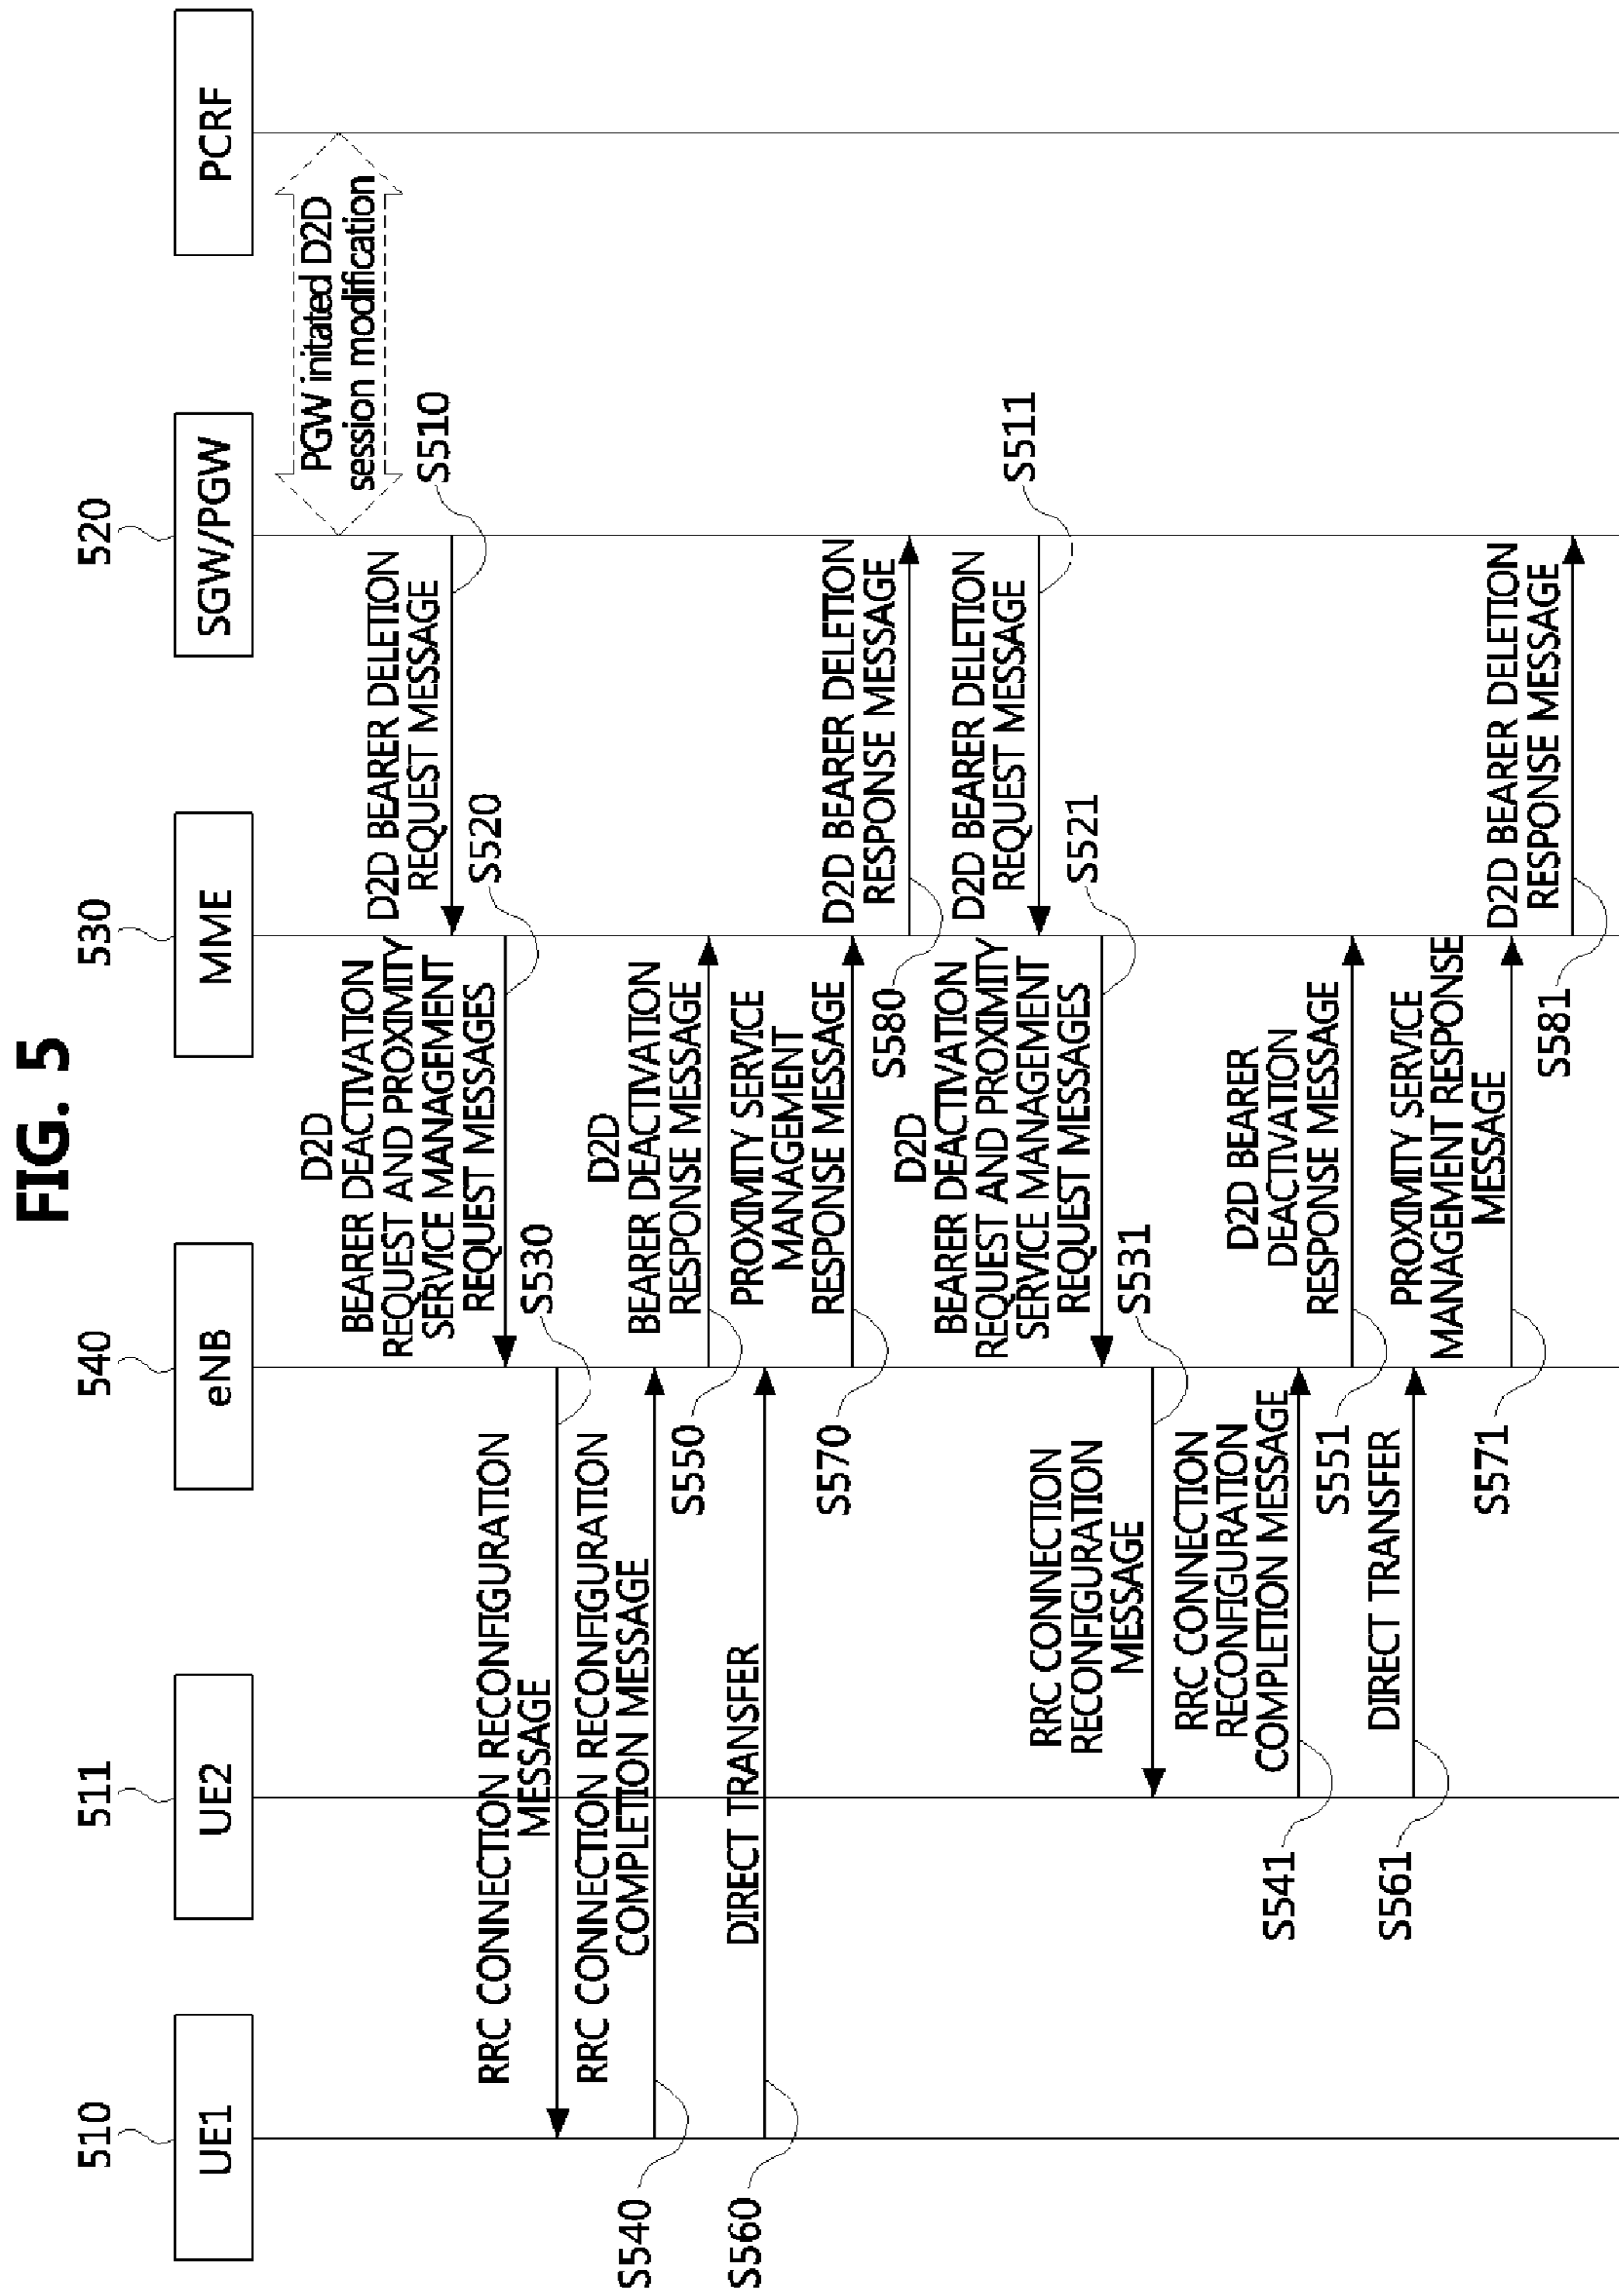 FIG. 5
510
511
540
530
520
UE1
UE2
eNB
MME
SGW/PGW
PCRF
PGW initated D2D
session modification
D2D BEARER DELETION
REQUEST MESSAGE
S510
D2D
BEARER DEACTIVATION
REQUEST AND PROXIMITY
SERVICE MANAGEMENT
REQUEST MESSAGES
S520
RRC CONNECTION RECONFIGURATION
MESSAGE
S530
RRC CONNECTION RECONFIGURATION
COMPLETION MESSAGE
S540
D2D
BEARER DEACTIVATION
RESPONSE MESSAGE
S550
DIRECT TRANSFER
S560
PROXIMITY SERVICE
MANAGEMENT
RESPONSE MESSAGE
S570
D2D BEARER DELETION
RESPONSE MESSAGE
S580
D2D BEARER DELETION
REQUEST MESSAGE
S511
D2D
BEARER DEACTIVATION
REQUEST AND PROXIMITY
SERVICE MANAGEMENT
REQUEST MESSAGES
S521
RRC CONNECTION
RECONFIGURATION
MESSAGE
S531
RRC CONNECTION
RECONFIGURATION
COMPLETION MESSAGE
S541
D2D BEARER
DEACTIVATION
RESPONSE MESSAGE
S551
DIRECT TRANSFER
S561
PROXIMITY SERVICE
MANAGEMENT RESPONSE
MESSAGE
S571
D2D BEARER DELETION
RESPONSE MESSAGE
S581